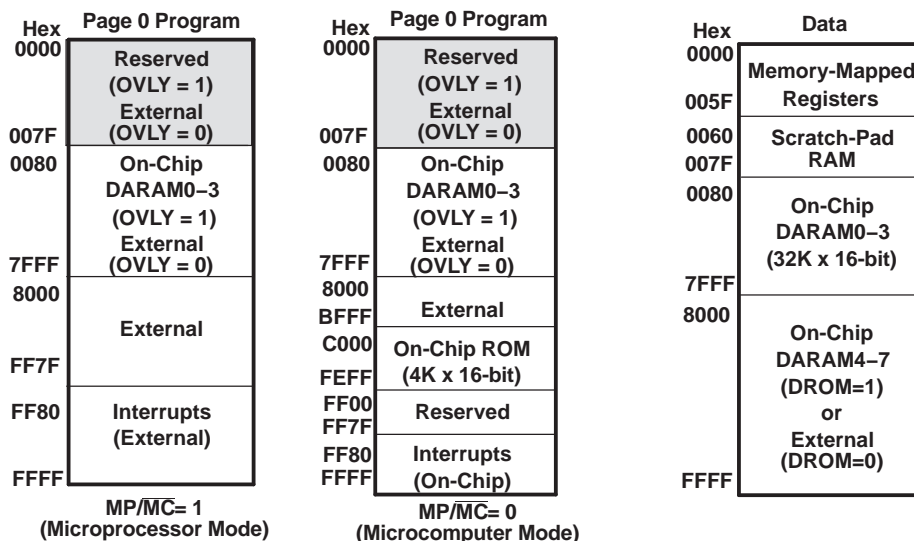 Page 0 Program
Hex
0000
Reserved
(OVLY = 1)
External
(OVLY = 0)
007F
0080
On-Chip
DARAM0–3
(OVLY = 1)
External
(OVLY = 0)
7FFF
8000
External
FF7F
FF80
Interrupts
(External)
FFFF
MP/MC= 1
(Microprocessor Mode)
Page 0 Program
Hex
0000
Reserved
(OVLY = 1)
External
(OVLY = 0)
007F
0080
On-Chip
DARAM0–3
(OVLY = 1)
External
(OVLY = 0)
7FFF
8000
External
BFFF
C000
On-Chip ROM
(4K x 16-bit)
FEFF
FF00
Reserved
FF7F
FF80
Interrupts
(On-Chip)
FFFF
MP/MC= 0
(Microcomputer Mode)
Data
Hex
0000
Memory-Mapped
Registers
005F
0060
Scratch-Pad
RAM
007F
0080
On-Chip
DARAM0–3
(32K x 16-bit)
7FFF
8000
On-Chip
DARAM4–7
(DROM=1)
or
External
(DROM=0)
FFFF